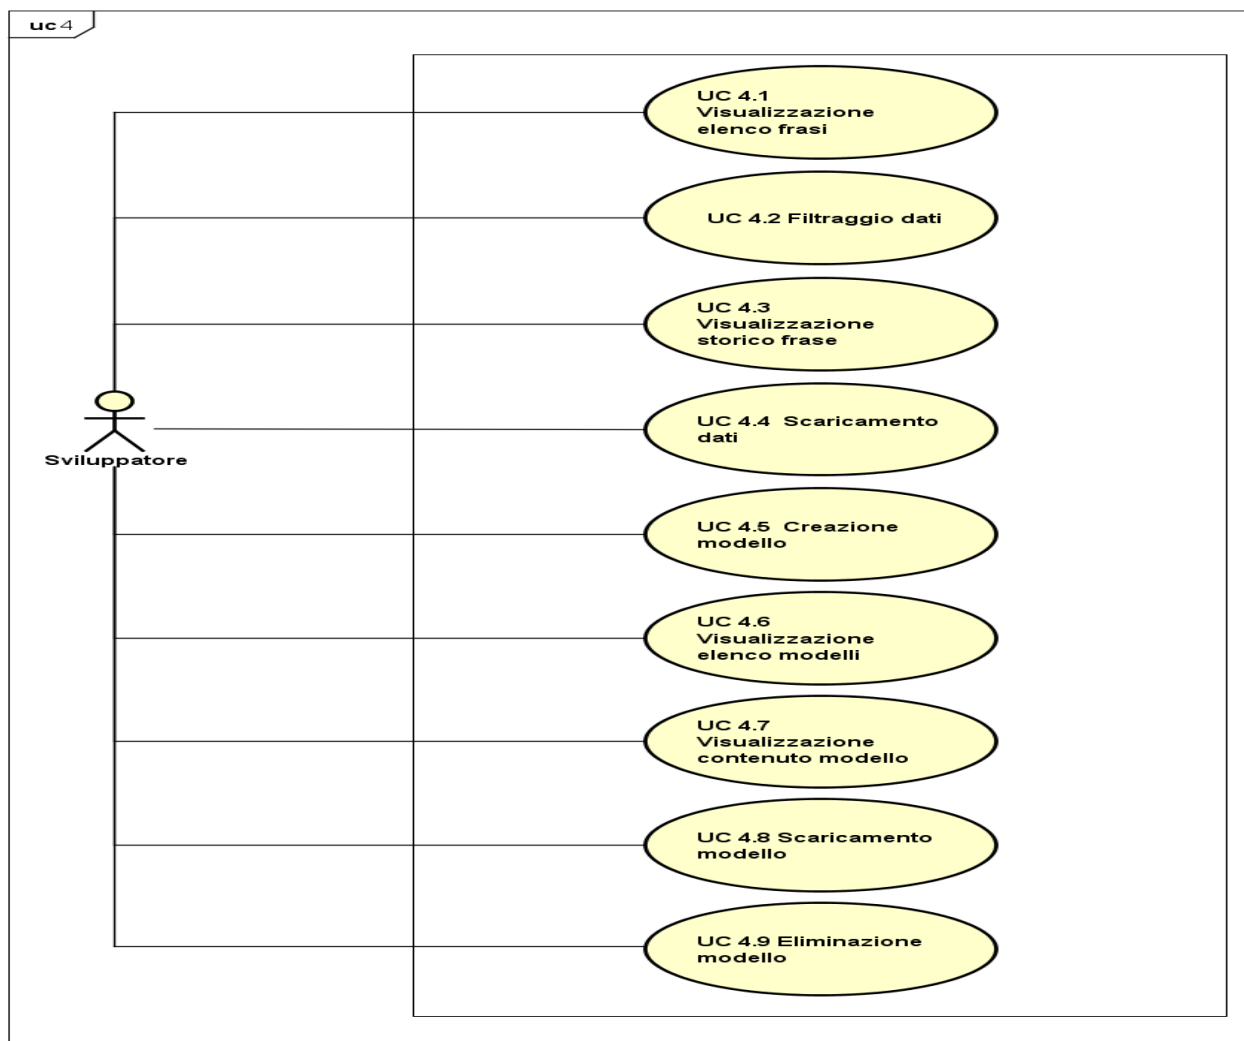 uc 4
UC 4.1
Visualizzazione
elenco frasi
UC 4.2 Filtraggio dati
UC 4.3
Visualizzazione
storico frase
UC 4.4  Scaricamento
dati
Sviluppatore
UC 4.5  Creazione
modello
UC 4.6
Visualizzazione
elenco modelli
UC 4.7
Visualizzazione
contenuto modello
UC 4.8 Scaricamento
modello
UC 4.9 Eliminazione
modello